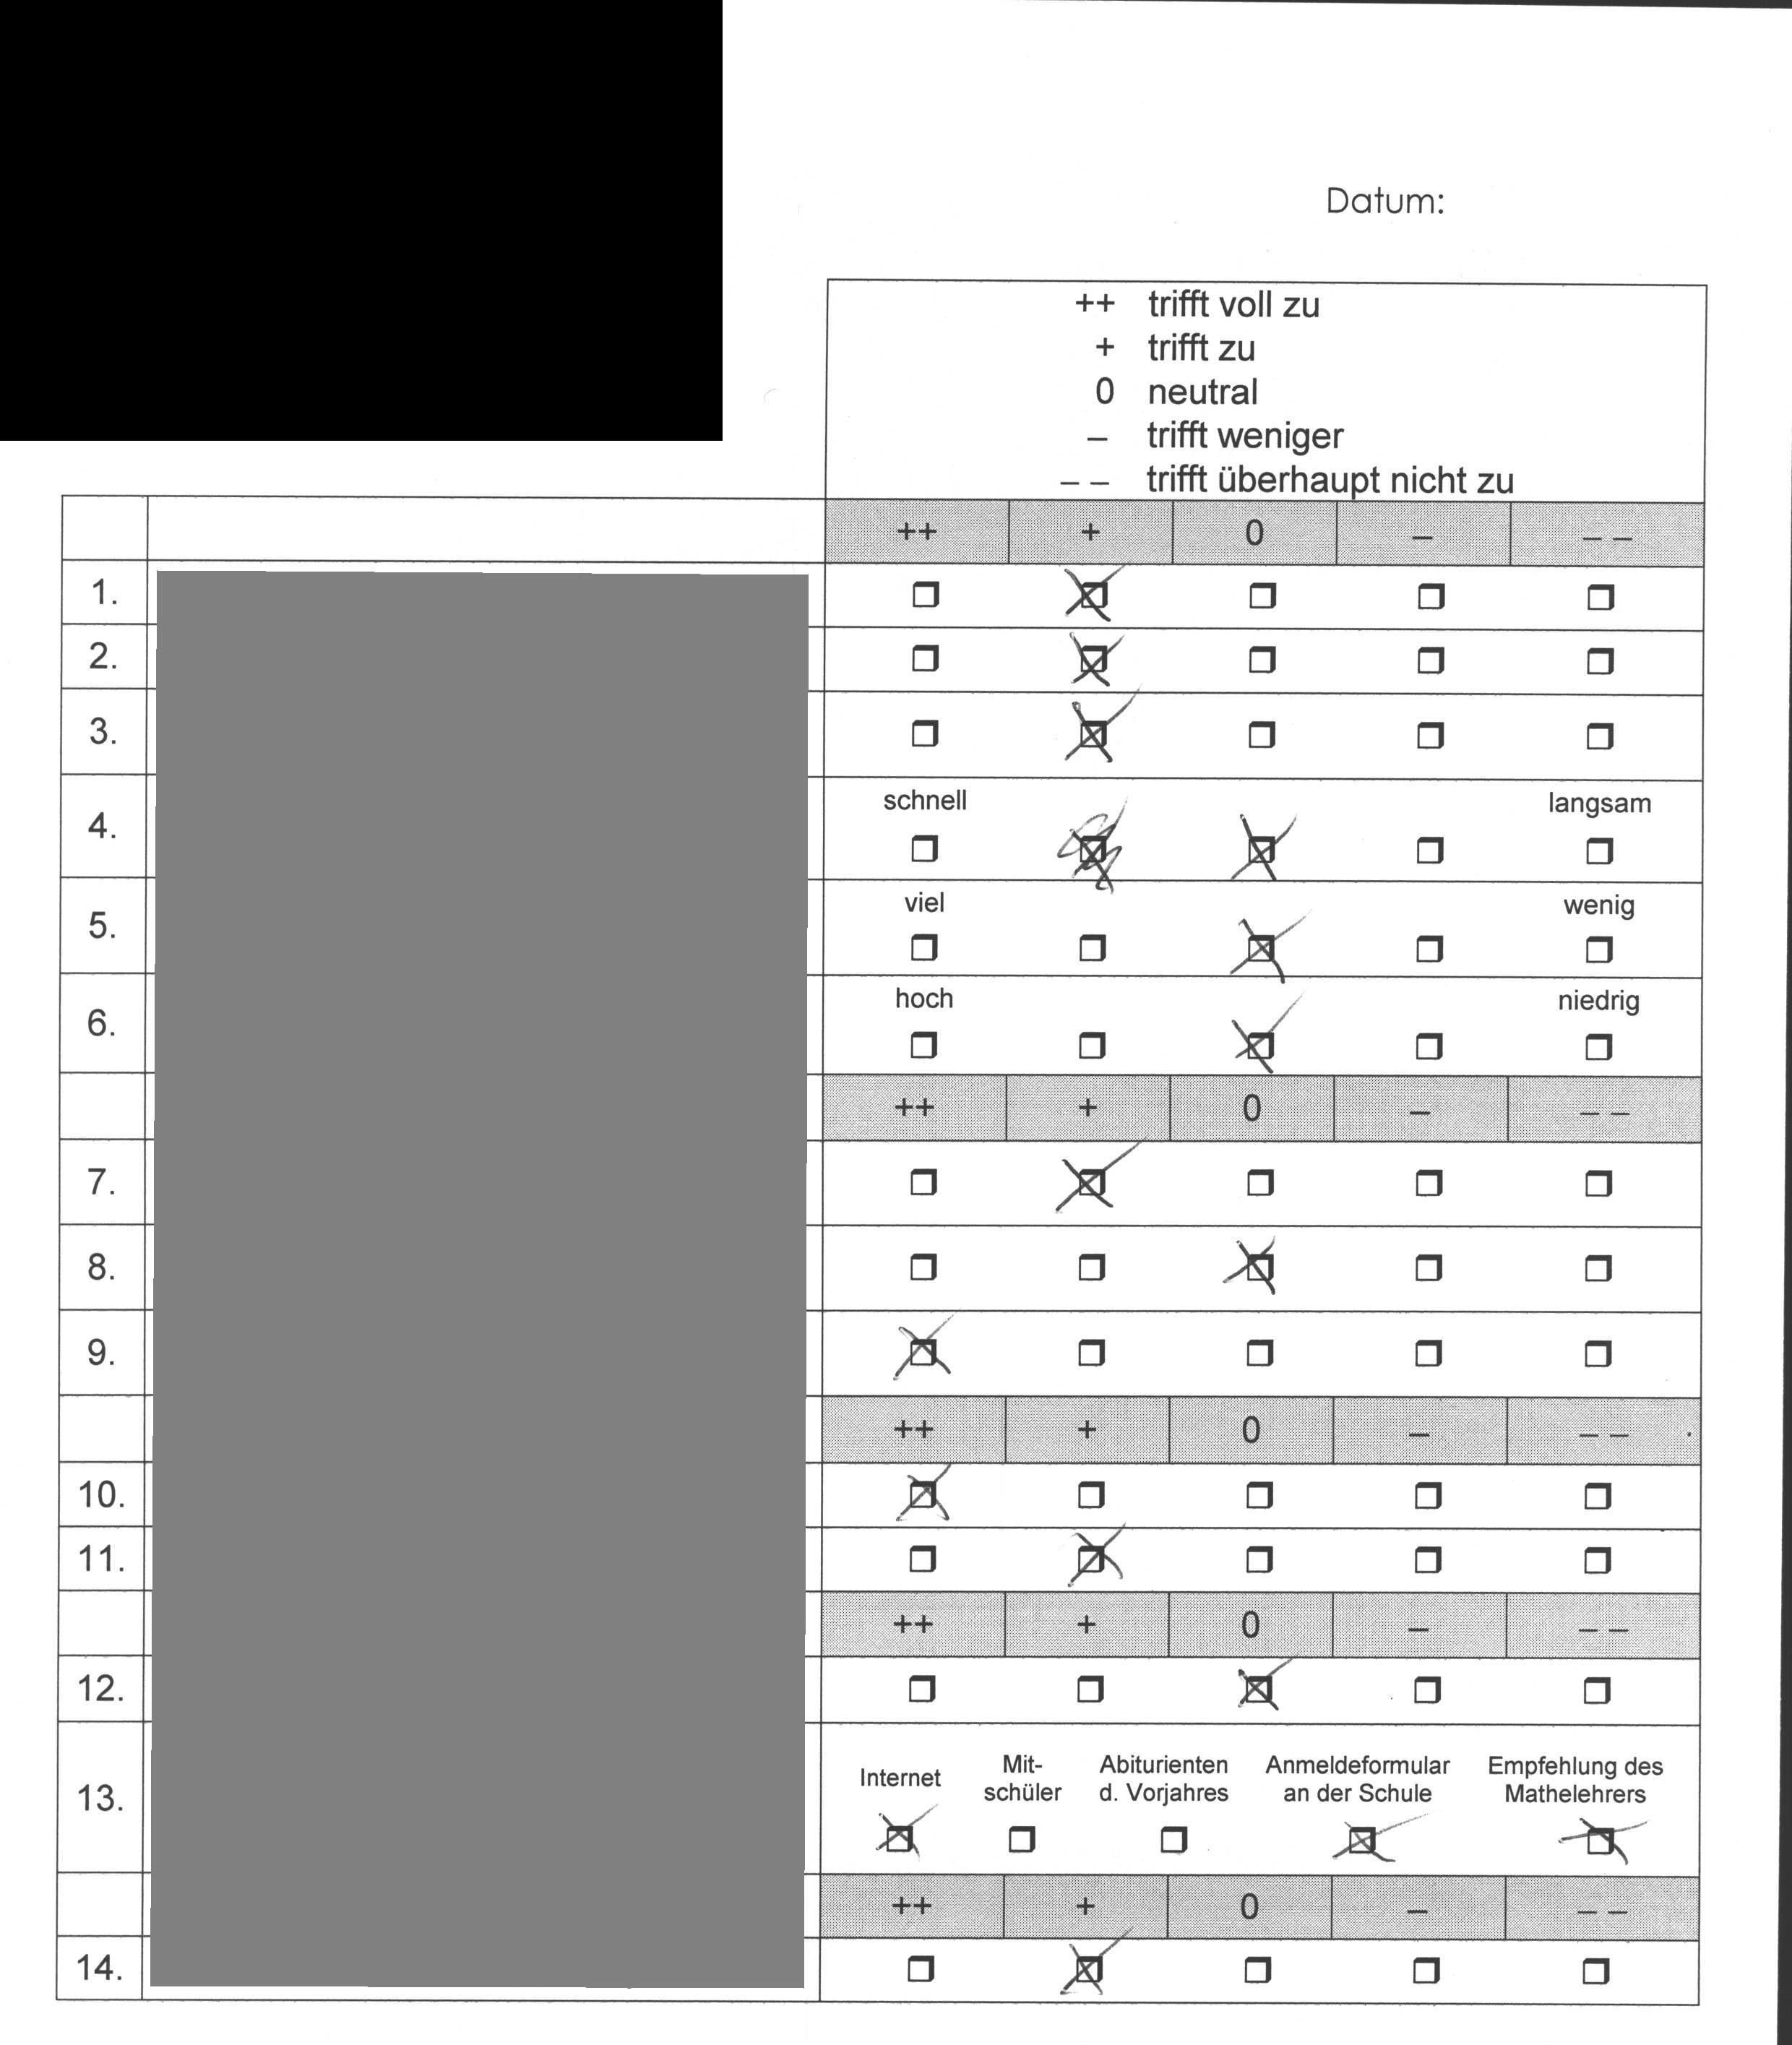 Datum:
++ trifft voll zu
+ trifft zu
0 neutral
– trifft weniger
– – trifft überhaupt nicht zu
++ + 0 – – –
1.
2.
3.
schnell langsam
4.
viel wenig
5.
hoch niedrig
6.
++ + 0 – – –
7.
8.
9.
++ + 0 – – –
10.
11.
++ + 0 – – –
12.
13.
Internet
Mit-
schüler
Abiturienten
d. Vorjahres
Anmeldeformular
an der Schule
Empfehlung des
Mathelehrers
++ + 0 – – –
14.